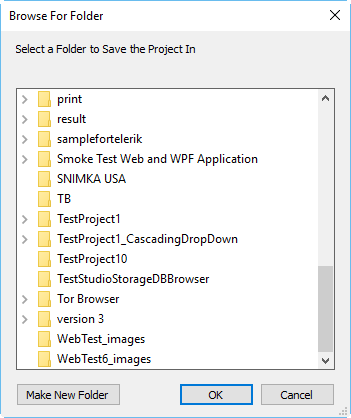 Browse For Folder
Select a Folder to Save the Project In
print
result
samplefortelerik
Smoke Test Web and WPF Application
SNIMKA USA
TB
TestProject1
TestProject1_CascadingDropDown
TestProject10
TestStudioStorageDBBrowser
Tor Browser
version 3
WebTest_images
WebTest6_images
Make New Folder
OK
Cancel